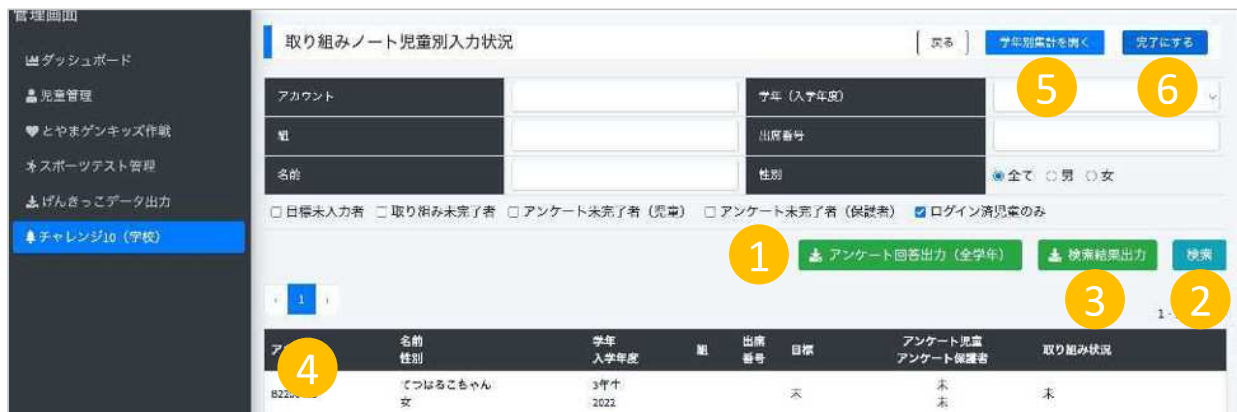 管理画面
ダッシュボード
児童管理
とやまゲンキッズ作戦
スポーツテスト管理
げんきっこデータ出力
チャレンジ10（学校）
取り組みノート児童別入力状況
戻る
学年別集計を開く
完了にする
5
6
アカウント
学年（入学年度）
組
出席番号
名前
性別
全て 男 女
目標未入力者 取り組み未完了者 アンケート未完了者（児童） アンケート未完了者（保護者） ログイン済児童のみ
1
アンケート回答出力（全学年）
検索結果出力
検索
3
2
1
1 -
4
名前
性別
学年
入学年度
組
出席
番号
目標
アンケート児童
アンケート保護者
取り組み状況
てつはるこちゃん
女
2022
未
未
未
未